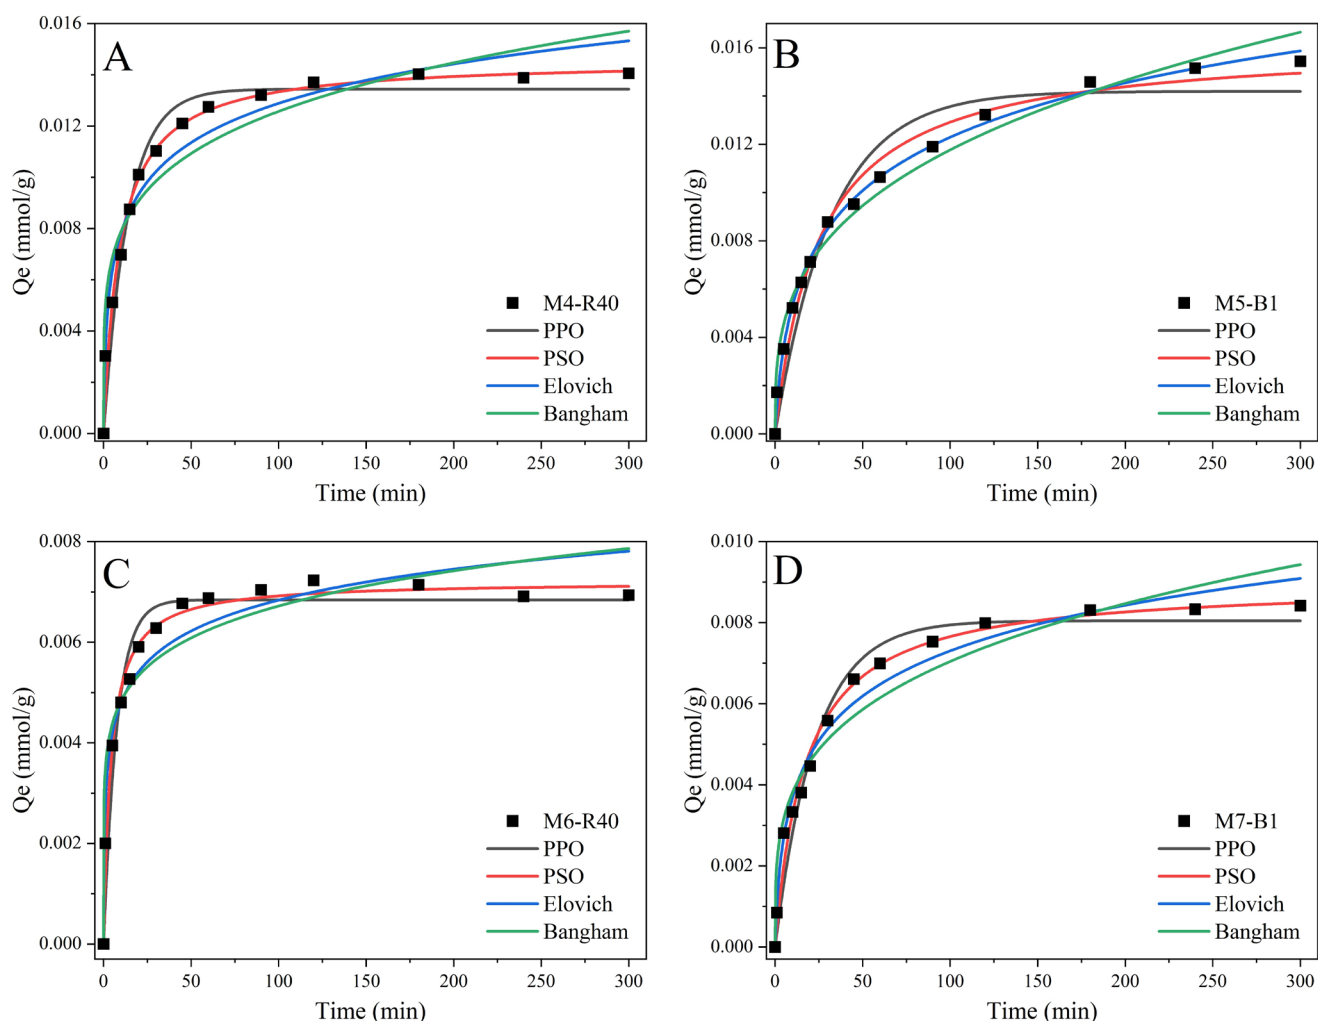 A
Qe (mmol/g)
0.016
0.012
0.008
0.004
0.000
M4-R40
PPO
PSO
Elovich
Bangham
0 50 100 150 200 250 300
Time (min)
B
Qe (mmol/g)
0.016
0.012
0.008
0.004
0.000
M5-B1
PPO
PSO
Elovich
Bangham
0 50 100 150 200 250 300
Time (min)
C
Qe (mmol/g)
0.008
0.006
0.004
0.002
0.000
M6-R40
PPO
PSO
Elovich
Bangham
0 50 100 150 200 250 300
Time (min)
D
Qe (mmol/g)
0.010
0.008
0.006
0.004
0.002
0.000
M7-B1
PPO
PSO
Elovich
Bangham
0 50 100 150 200 250 300
Time (min)